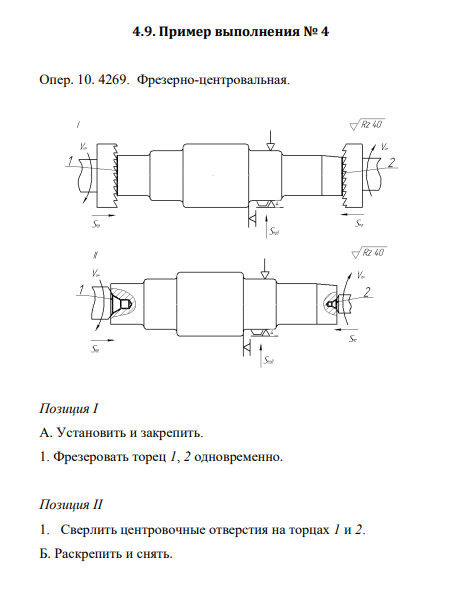 4.9. Пример выполнения № 4
Опер. 10. 4269. Фрезерно-центровальная.
I
Rz 40
1
2
II
Rz 40
1
2
Позиция I
А. Установить и закрепить.
1. Фрезеровать торец 1, 2 одновременно.
Позиция II
1. Сверлить центровочные отверстия на торцах 1 и 2.
Б. Раскрепить и снять.